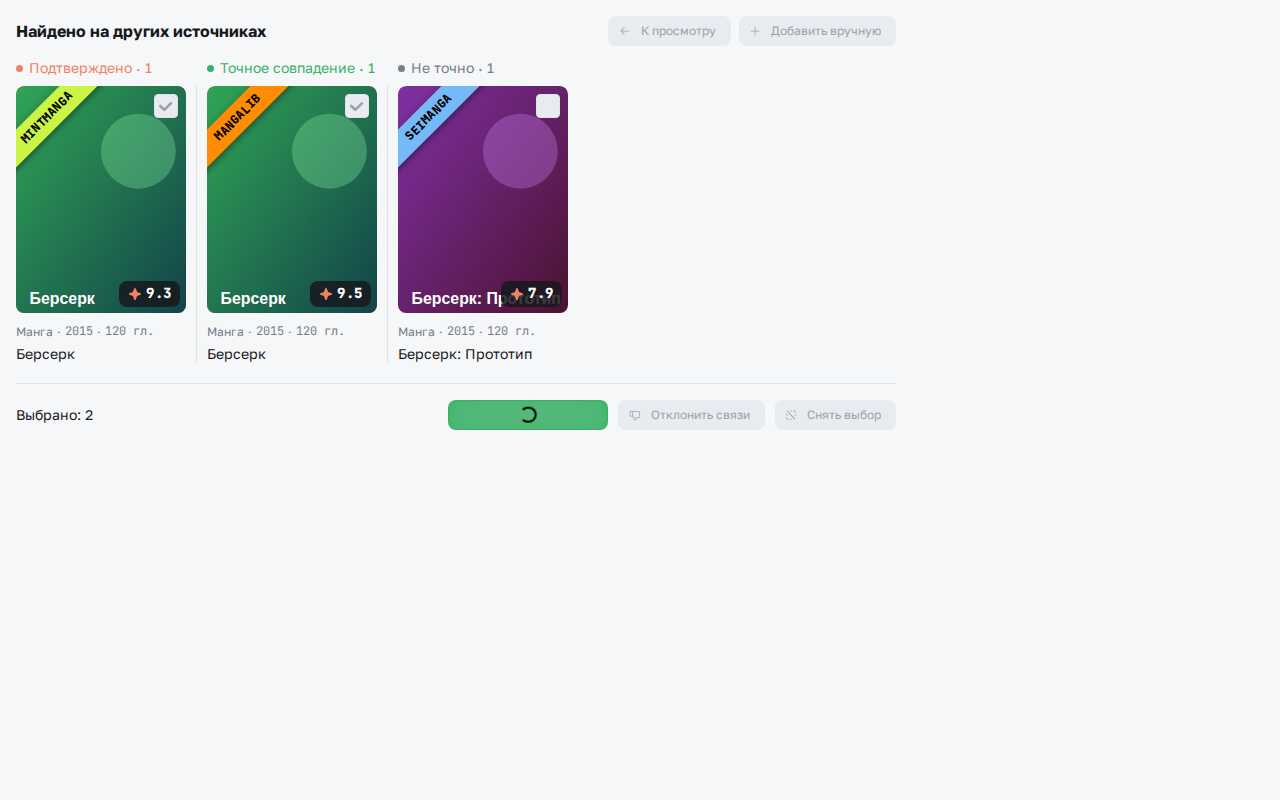 Найдено на других источниках
К просмотру
Добавить вручную
Подтверждено · 1
Точное совпадение · 1
Не точно · 1
MINTMANGA
MANGALIB
SEIMANGA
Берсерк
9.3
Берсерк
9.5
Берсерк: Прототип
7.9
Манга · 2015 · 120 гл.
Манга · 2015 · 120 гл.
Манга · 2015 · 120 гл.
Берсерк
Берсерк
Берсерк: Прототип
Выбрано: 2
Отклонить связи
Снять выбор